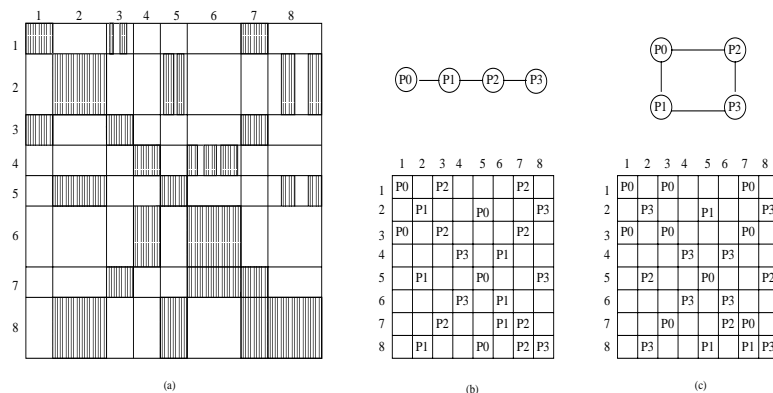 1 2 3 4 5 6 7 8
1
2
3
4
5
6
7
8
(a)
P0 P1 P2 P3
1 2 3 4 5 6 7 8
1 P0 P2 P2
2 P1 P0 P3
3 P0 P2 P2
4 P3 P1
5 P1 P0 P3
6 P3 P1
7 P2 P1 P2
8 P1 P0 P2 P3
(b)
P0 P2
P1 P3
1 2 3 4 5 6 7 8
1 P0 P0 P0
2 P3 P1 P3
3 P0 P0 P0
4 P3 P3
5 P2 P0 P2
6 P3 P3
7 P0 P2 P0
8 P3 P1 P1 P3
(c)